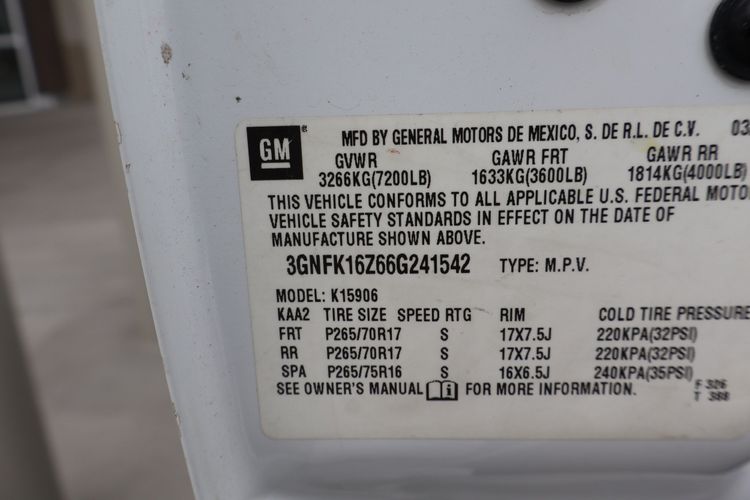 GM
MFD BY GENERAL MOTORS DE MEXICO, S. DE R.L. DE C.V. 03
GVWR GAWR FRT GAWR RR
3266KG(7200LB) 1633KG(3600LB) 1814KG(4000LB)
THIS VEHICLE CONFORMS TO ALL APPLICABLE U.S. FEDERAL MOTO
VEHICLE SAFETY STANDARDS IN EFFECT ON THE DATE OF
MANUFACTURE SHOWN ABOVE.
3GNFK16Z66G241542 TYPE: M.P.V.
MODEL: K15906
KAA2 TIRE SIZE SPEED RTG RIM COLD TIRE PRESSURE
FRT P265/70R17 S 17X7.5J 220KPA(32PSI)
RR P265/70R17 S 17X7.5J 220KPA(32PSI)
SPA P265/75R16 S 16X6.5J 240KPA(35PSI)
SEE OWNER'S MANUAL FOR MORE INFORMATION.
F 326
T 388